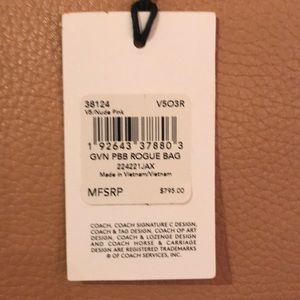 38124 VSO3R
V5/Nude Pink
1 92643 37880 3
GVN PBB ROGUE BAG
224221JAX
Made in Vietnam/Vietnam
MFSRP $795.00
COACH, COACH SIGNATURE C DESIGN,
COACH & TAG DESIGN, COACH OP ART
DESIGN, COACH & LOZENGE DESIGN
AND COACH HORSE & CARRIAGE
DESIGN ARE REGISTERED TRADEMARKS
® OF COACH SERVICES, INC.